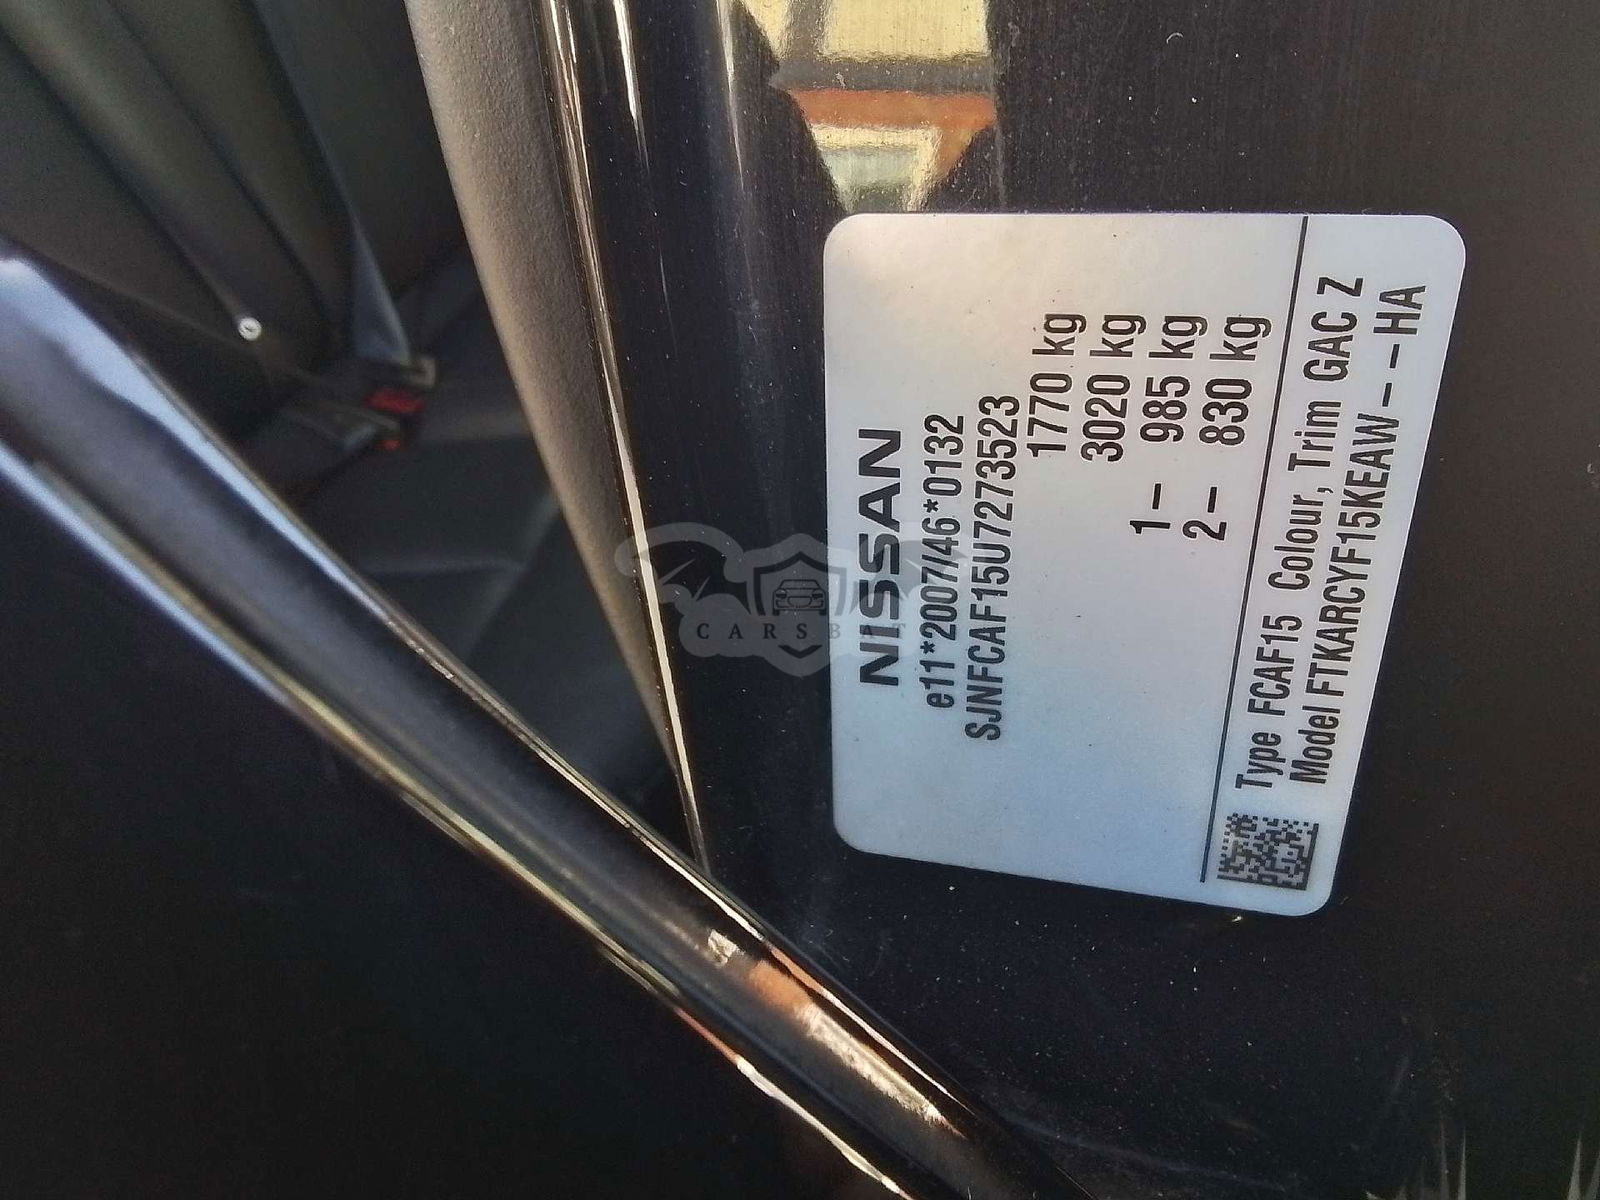 NISSAN
e11*2007/46*0132
SJNFCAF15U7273523
1770 kg
3020 kg
1– 985 kg
2– 830 kg
Type FCAF15 Colour, Trim GAC Z
Model FTKARCYF15KEAW– –HA
CARSBAT